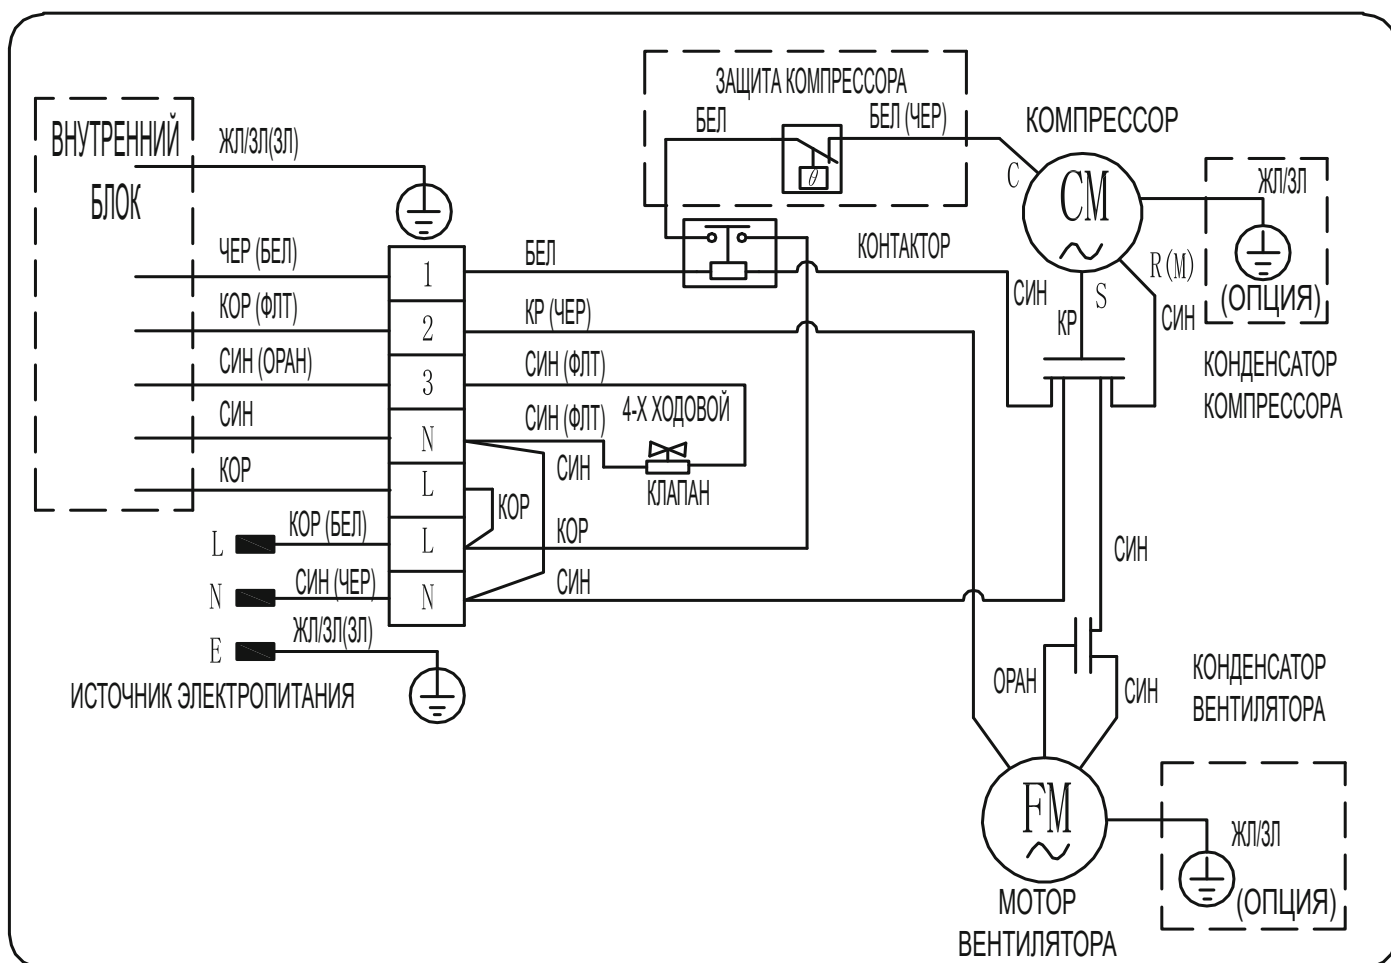 ЗАЩИТА КОМПРЕССОРА
БЕЛ
БЕЛ (ЧЕР)
θ
КОМПРЕССОР
C
CM
S
R(M)
ЖЛ/ЗЛ
(ОПЦИЯ)
ВНУТРЕННИЙ
БЛОК
ЖЛ/ЗЛ(ЗЛ)
ЧЕР (БЕЛ)
КОР (ФЛТ)
СИН (ОРАН)
СИН
КОР
1
2
3
N
L
L
N
БЕЛ
КОНТАКТОР
КР (ЧЕР)
СИН (ФЛТ)
СИН (ФЛТ)
4-Х ХОДОВОЙ
КЛАПАН
СИН
КОР
КОР
СИН
СИН
КР
СИН
КОНДЕНСАТОР
КОМПРЕССОРА
L
КОР (БЕЛ)
N
СИН (ЧЕР)
E
ЖЛ/ЗЛ(ЗЛ)
ИСТОЧНИК ЭЛЕКТРОПИТАНИЯ
СИН
ОРАН
СИН
КОНДЕНСАТОР
ВЕНТИЛЯТОРА
FM
МОТОР
ВЕНТИЛЯТОРА
ЖЛ/ЗЛ
(ОПЦИЯ)